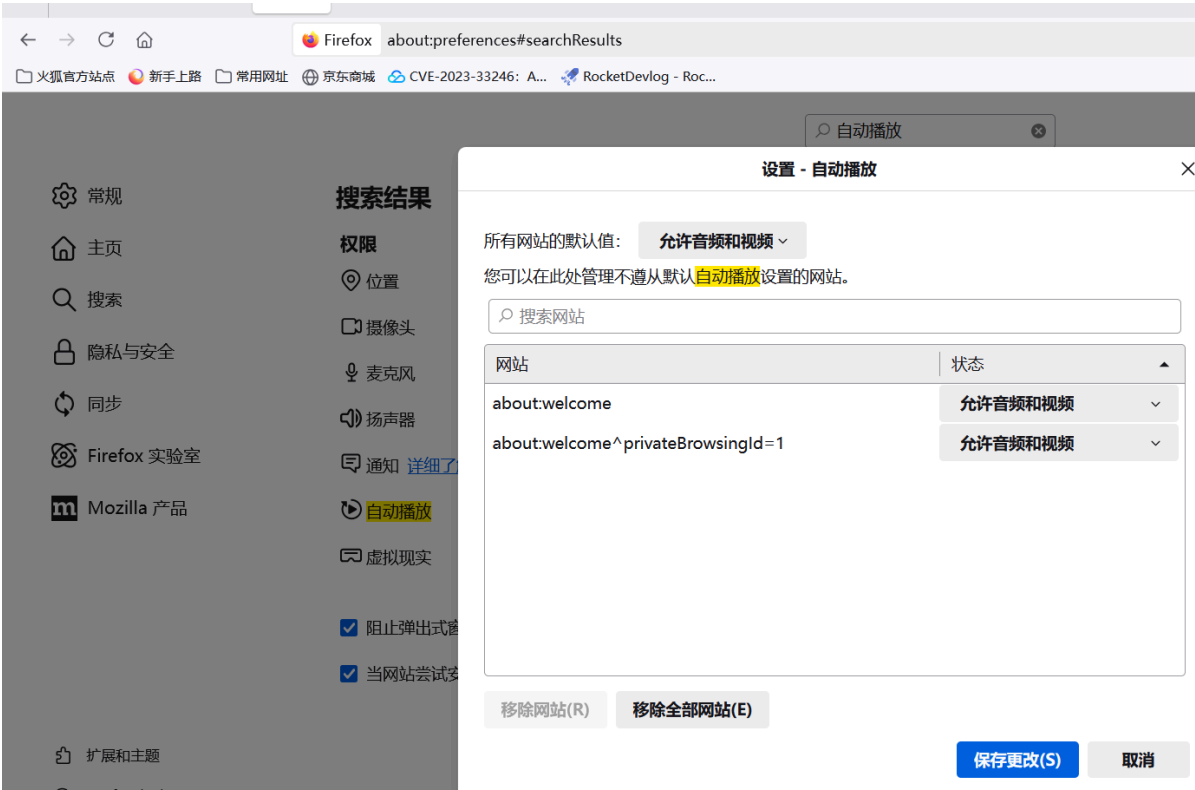 Firefox about:preferences#searchResults
火狐官方站点 新手上路 常用网址 京东商城 CVE-2023-33246：A... RocketDevlog - Roc...
自动播放
设置 - 自动播放
常规
主页
搜索
隐私与安全
同步
Firefox 实验室
Mozilla 产品
扩展和主题
搜索结果
权限
位置
摄像头
麦克风
扬声器
通知 详细了
自动播放
虚拟现实
阻止弹出式窗
当网站尝试安
所有网站的默认值： 允许音频和视频
您可以在此处管理不遵从默认自动播放设置的网站。
搜索网站
网站 状态
about:welcome 允许音频和视频
about:welcome^privateBrowsingId=1 允许音频和视频
移除网站(R) 移除全部网站(E)
保存更改(S) 取消